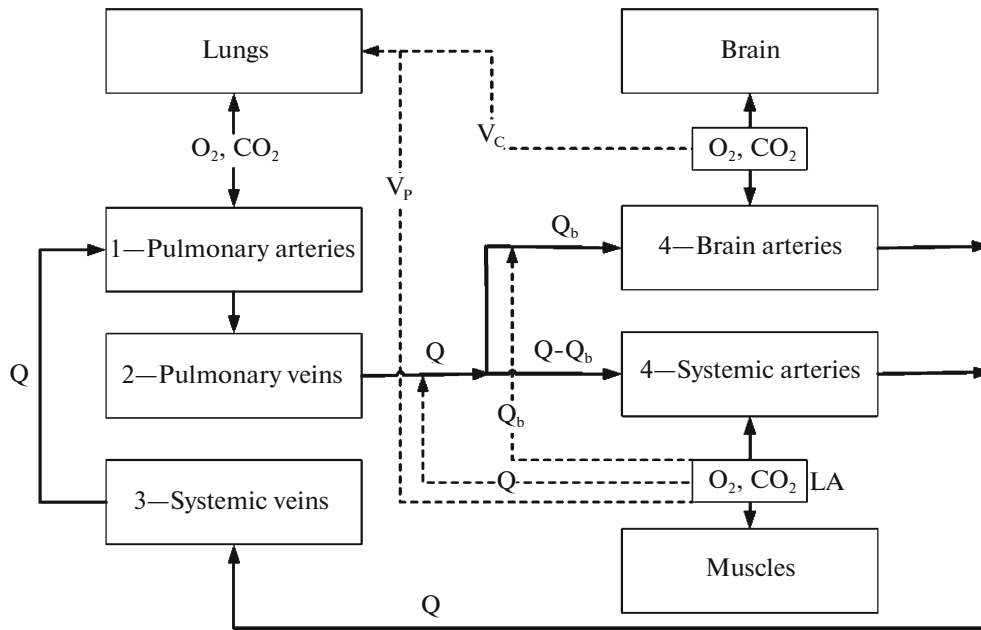 Lungs
Brain
V_C
O₂, CO₂
O₂, CO₂
V_P
1—Pulmonary arteries
Q_b
4—Brain arteries
Q
2—Pulmonary veins
Q
Q-Q_b
4—Systemic arteries
Q_b
3—Systemic veins
Q
O₂, CO₂
LA
Muscles
Q